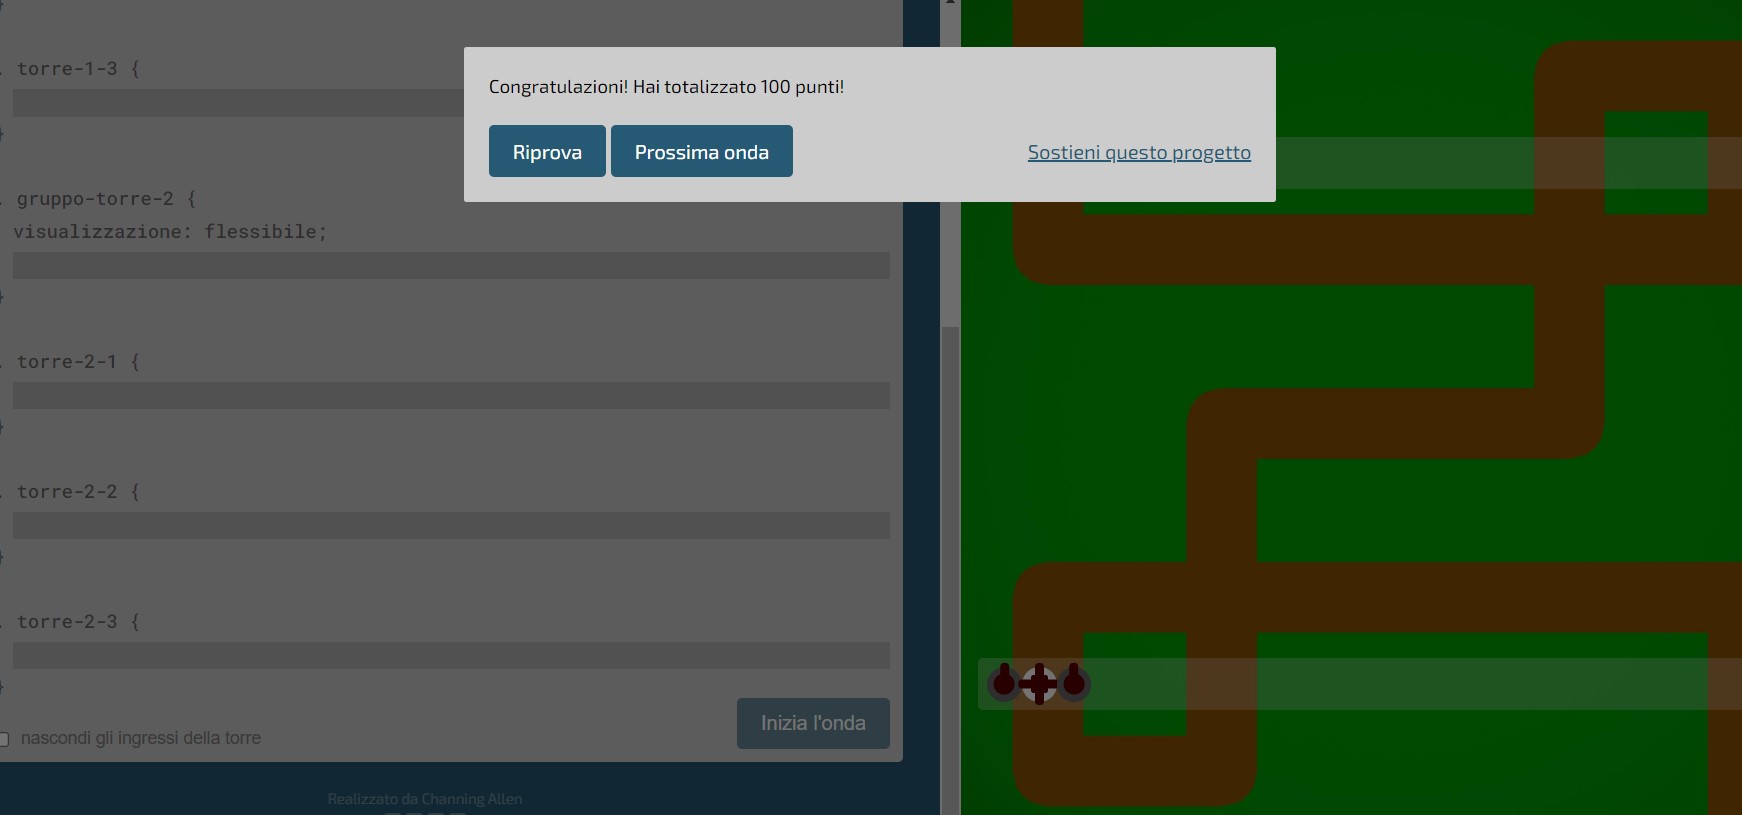 }
. torre-1-3 {
}
Congratulazioni! Hai totalizzato 100 punti!
Riprova
Prossima onda
Sostieni questo progetto
. gruppo-torre-2 {
visualizzazione: flessibile;
}
. torre-2-1 {
}
. torre-2-2 {
}
. torre-2-3 {
}
nascondi gli ingressi della torre
Inizia l'onda
Realizzato da Channing Allen